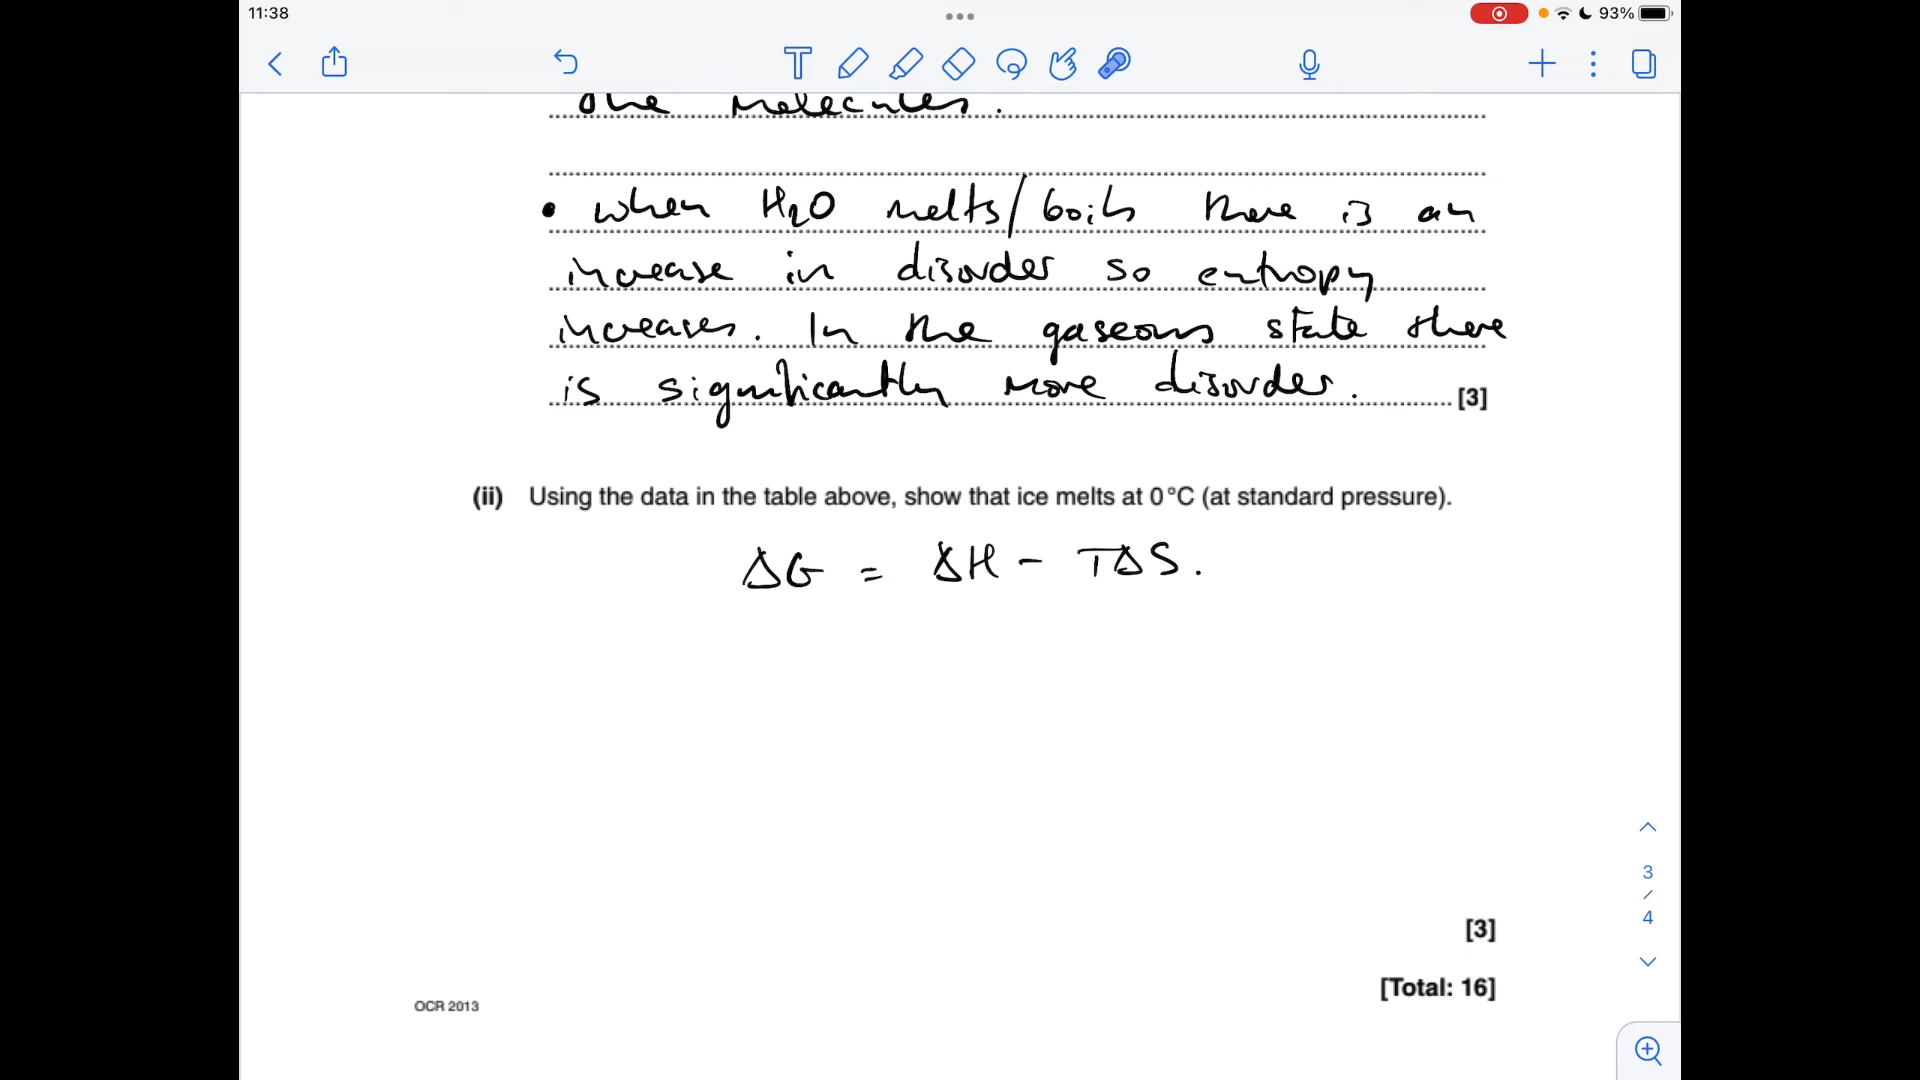 11:38
93%
the molecules.
• when H₂O melts/boils there is an
increase in disorder so entropy
increases. In the gaseous state there
is significantly more disorder. [3]
(ii) Using the data in the table above, show that ice melts at 0 °C (at standard pressure).
ΔG = ΔH - TΔS.
3
/
4
[3]
[Total: 16]
OCR 2013